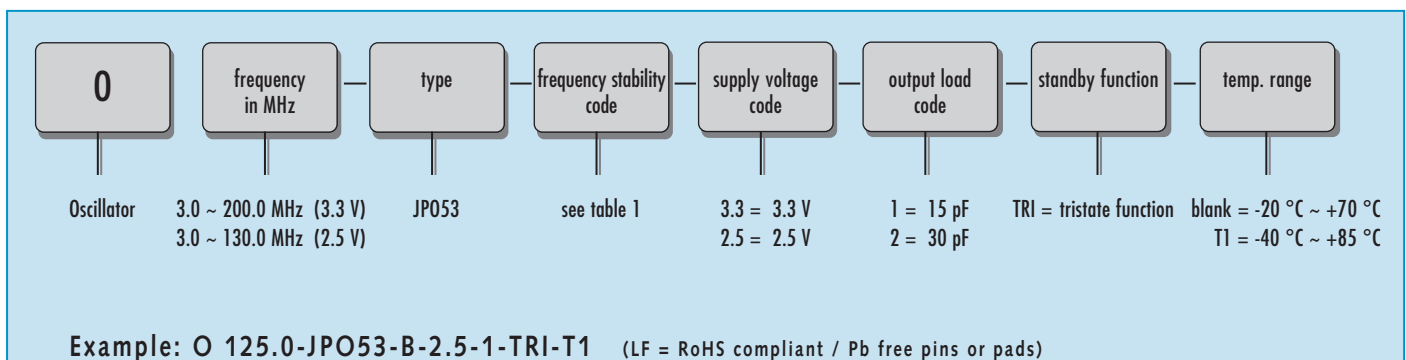 O
frequency
in MHz
type
frequency stability
code
supply voltage
code
output load
code
standby function
temp. range
Oscillator
3.0 ~ 200.0 MHz (3.3 V)
3.0 ~ 130.0 MHz (2.5 V)
JPO53
see table 1
3.3 = 3.3 V
2.5 = 2.5 V
1 = 15 pF
2 = 30 pF
TRI = tristate function
blank = -20 °C ~ +70 °C
T1 = -40 °C ~ +85 °C
Example: O 125.0-JPO53-B-2.5-1-TRI-T1 (LF = RoHS compliant / Pb free pins or pads)